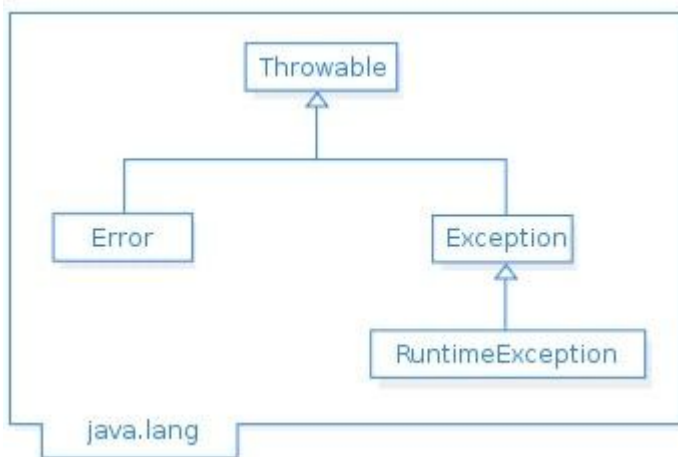 Throwable
Error
Exception
RuntimeException
java.lang